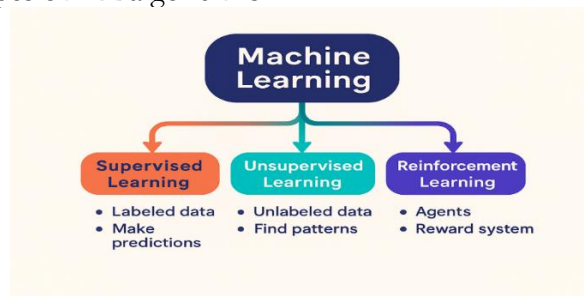 Machine
Learning
Supervised
Learning
Unsupervised
Learning
Reinforcement
Learning
• Labeled data
• Make
predictions
• Unlabeled data
• Find patterns
• Agents
• Reward system